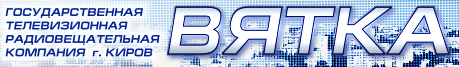 ГОСУДАРСТВЕННАЯ
ТЕЛЕВИЗИОННАЯ
РАДИОВЕЩАТЕЛЬНАЯ
КОМПАНИЯ г. КИРОВ
ВЯТКА